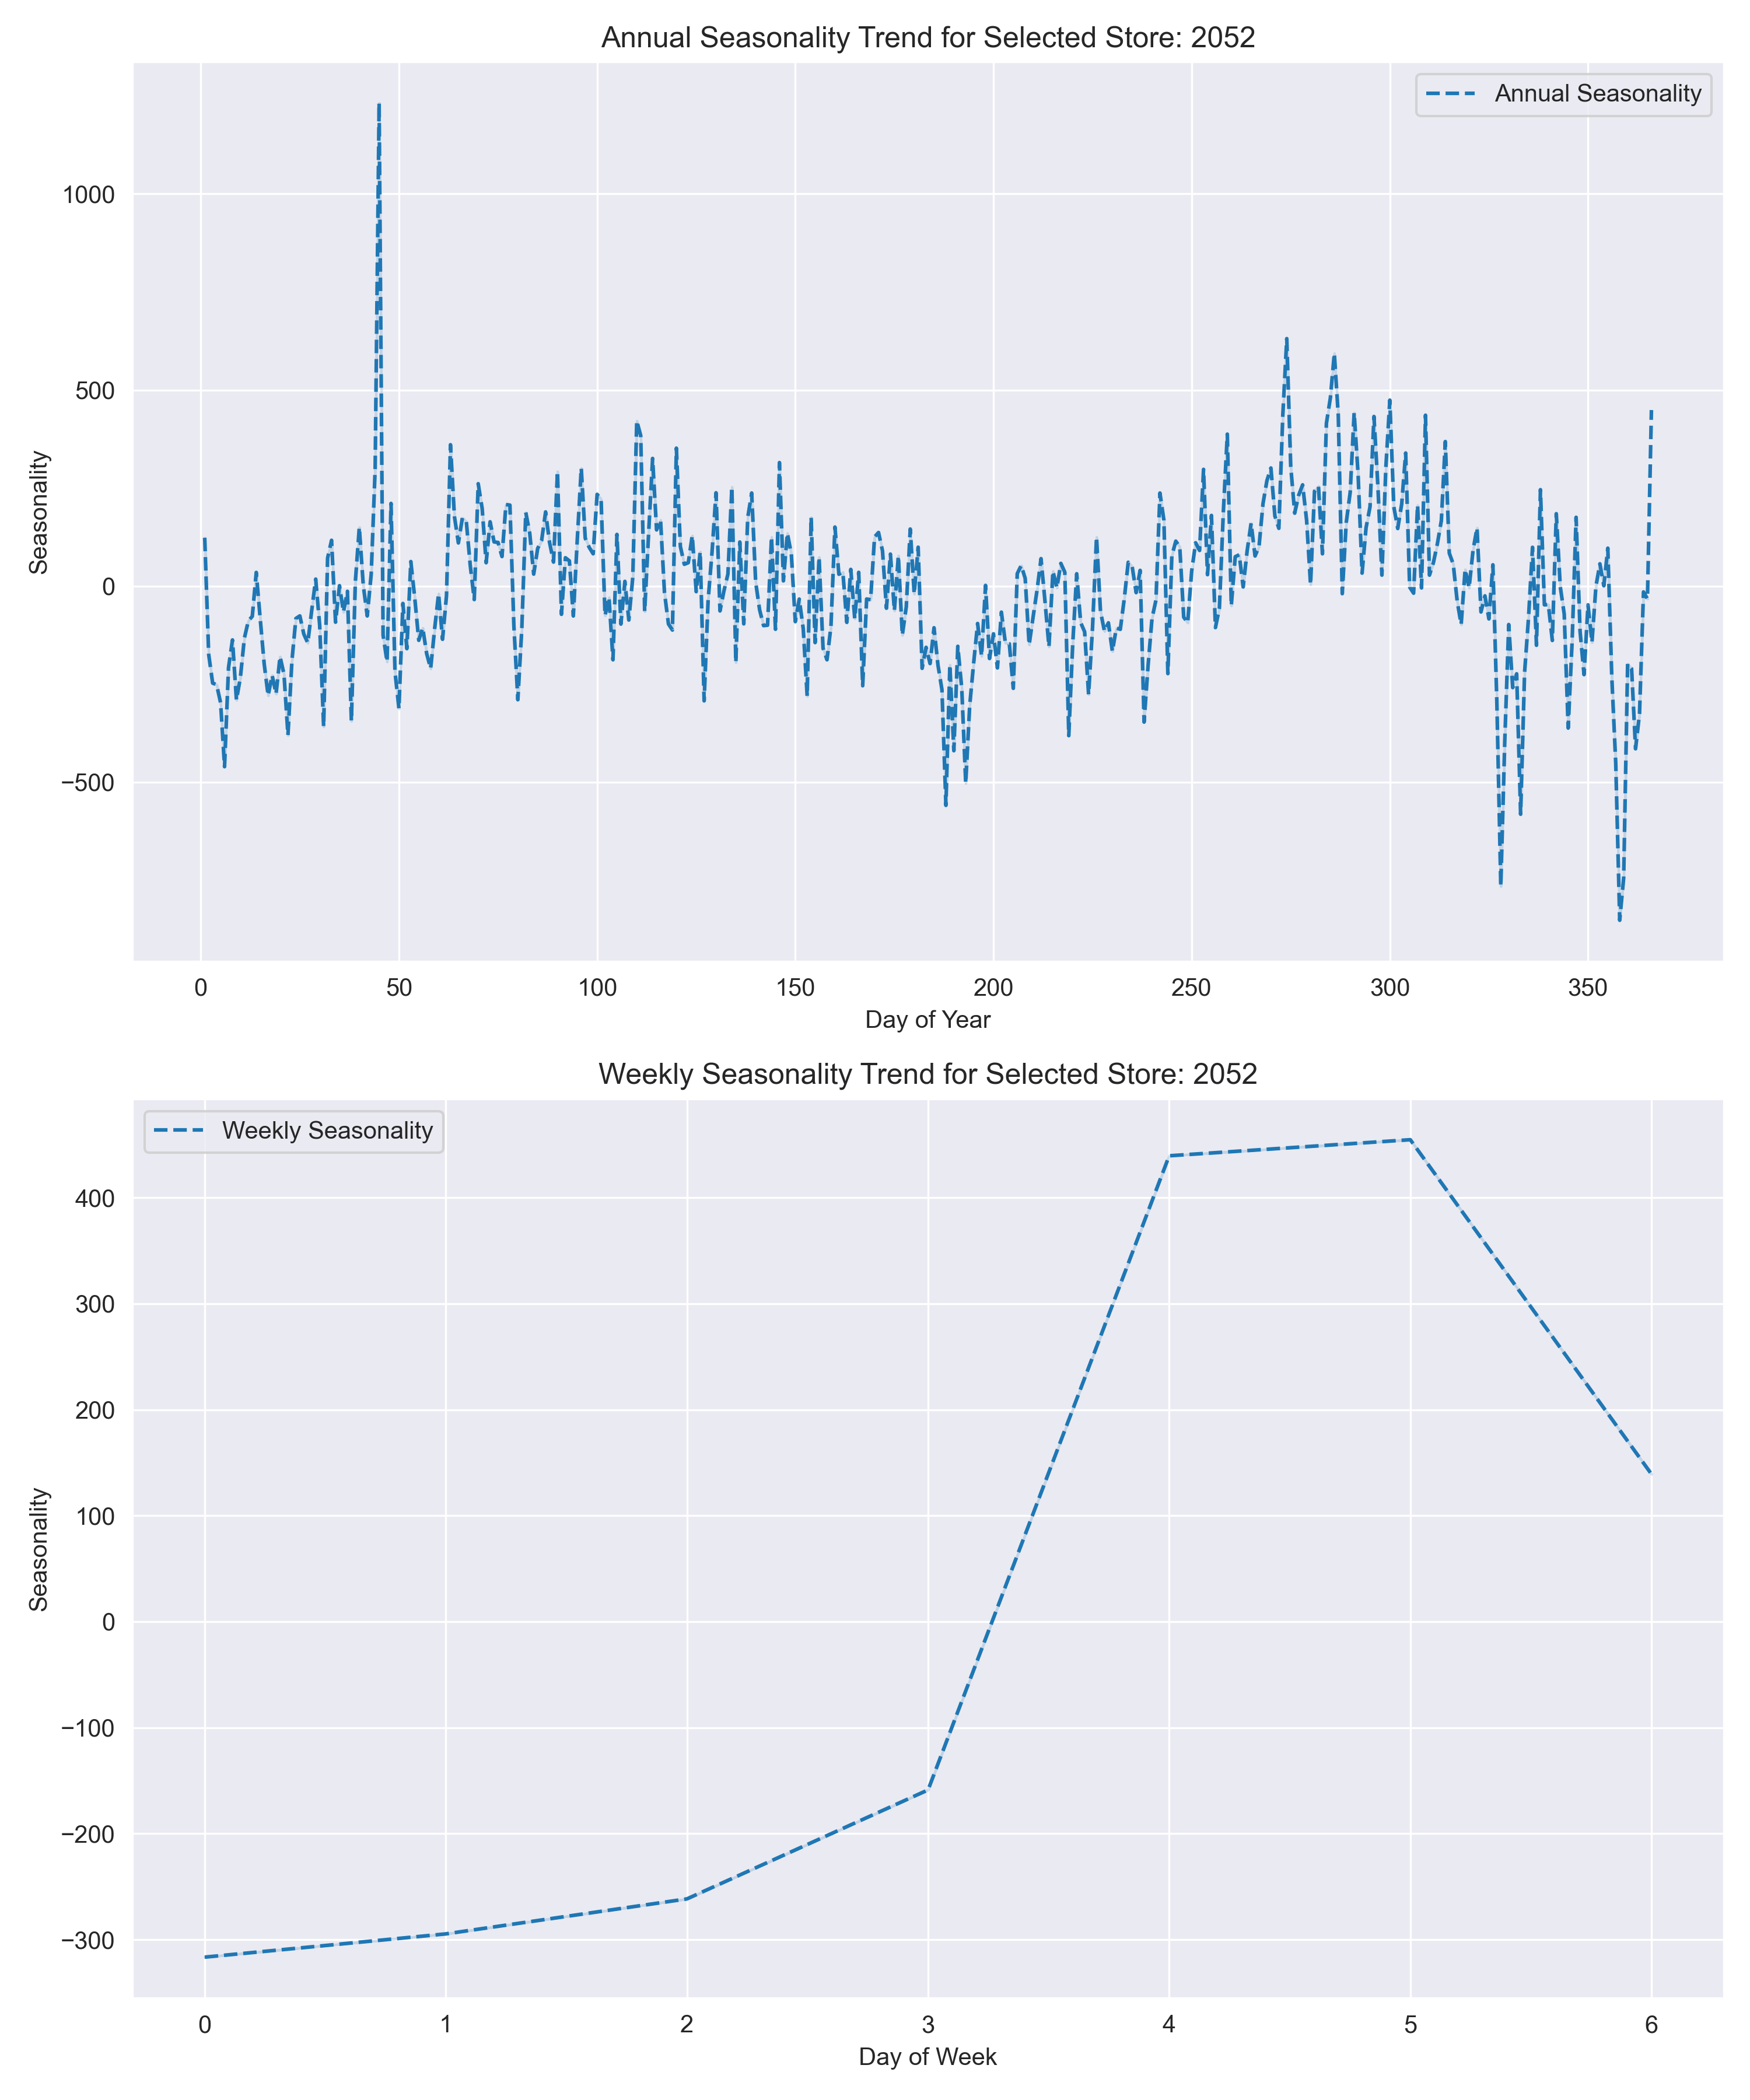 Annual Seasonality Trend for Selected Store: 2052
Annual Seasonality
1000
500
0
−500
Seasonality
0 50 100 150 200 250 300 350
Day of Year
Weekly Seasonality Trend for Selected Store: 2052
Weekly Seasonality
400
300
200
100
0
−100
−200
−300
Seasonality
0 1 2 3 4 5 6
Day of Week